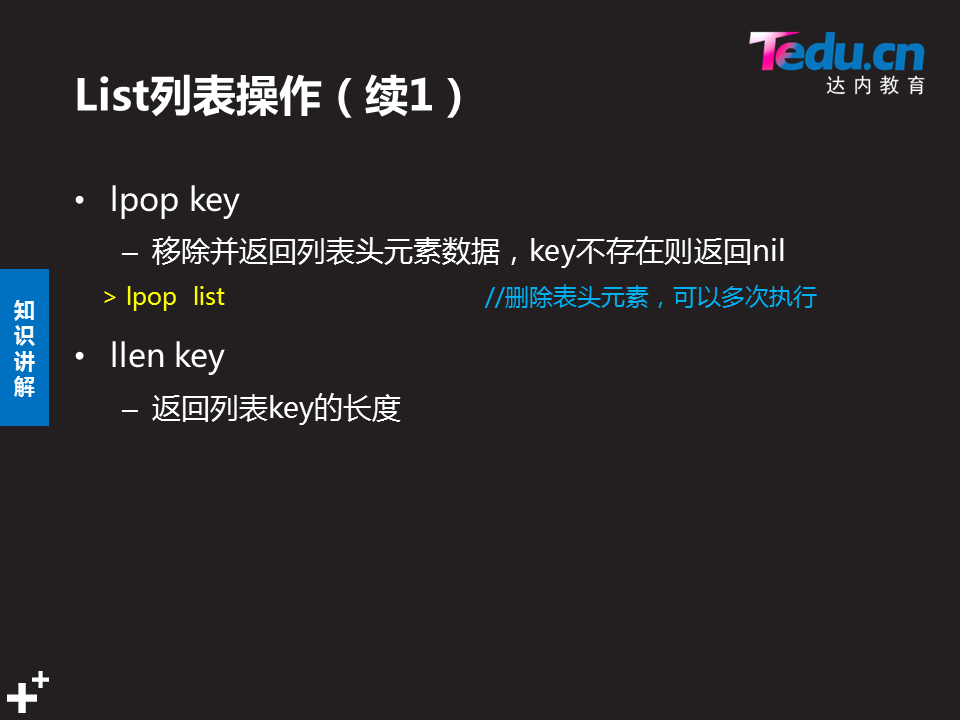 Tedu.cn
达内教育
List列表操作（续1）
• lpop key
– 移除并返回列表头元素数据，key不存在则返回nil
> lpop list //删除表头元素，可以多次执行
• llen key
– 返回列表key的长度
知
识
讲
解